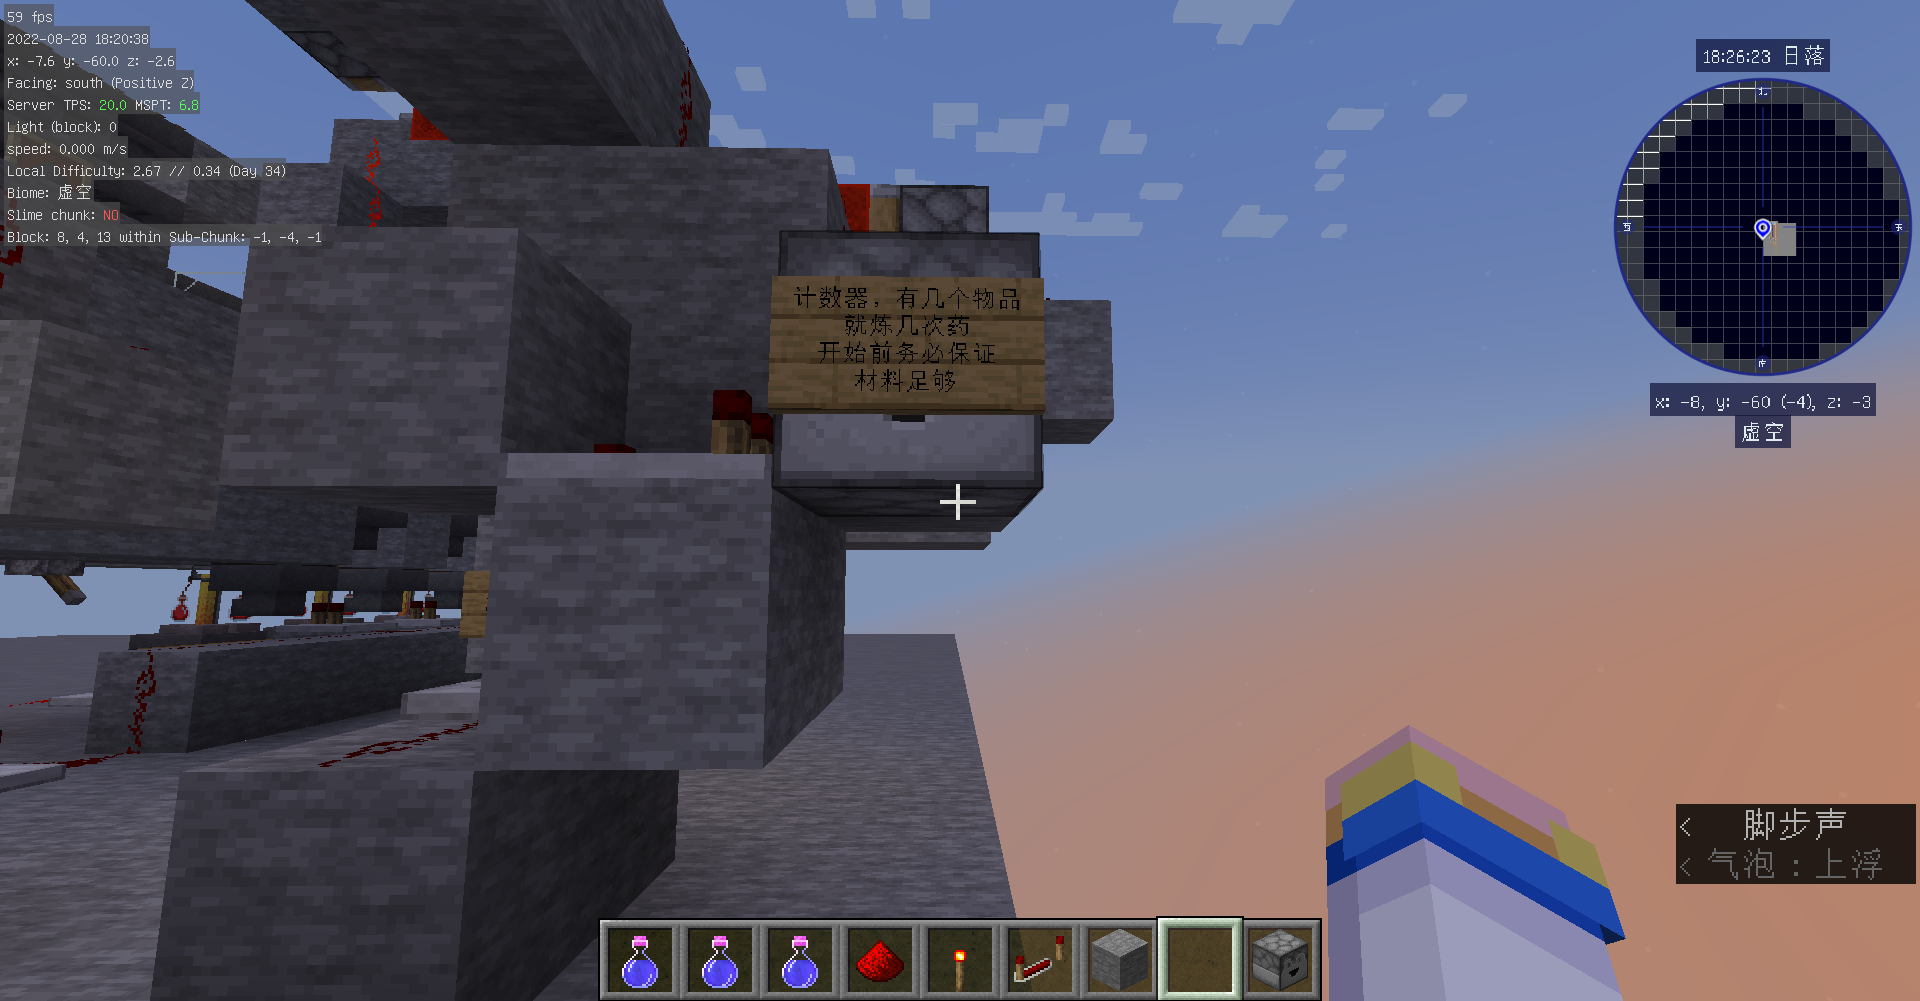 59 fps
2022-08-28 18:20:38
x: -7.6 y: -60.0 z: -2.6
Facing: south (Positive Z)
Server TPS: 20.0 MSPT: 6.8
Light (block): 0
speed: 0.000 m/s
Local Difficulty: 2.67 // 0.34 (Day 34)
Biome: 虚空
Slime chunk: NO
Block: 8, 4, 13 within Sub-Chunk: -1, -4, -1
18:26:23 日落
北
西
东
南
x: -8, y: -60 (-4), z: -3
虚空
计数器，有几个物品
就炼几次药
开始前务必保证
材料足够
< 脚步声
< 气泡：上浮